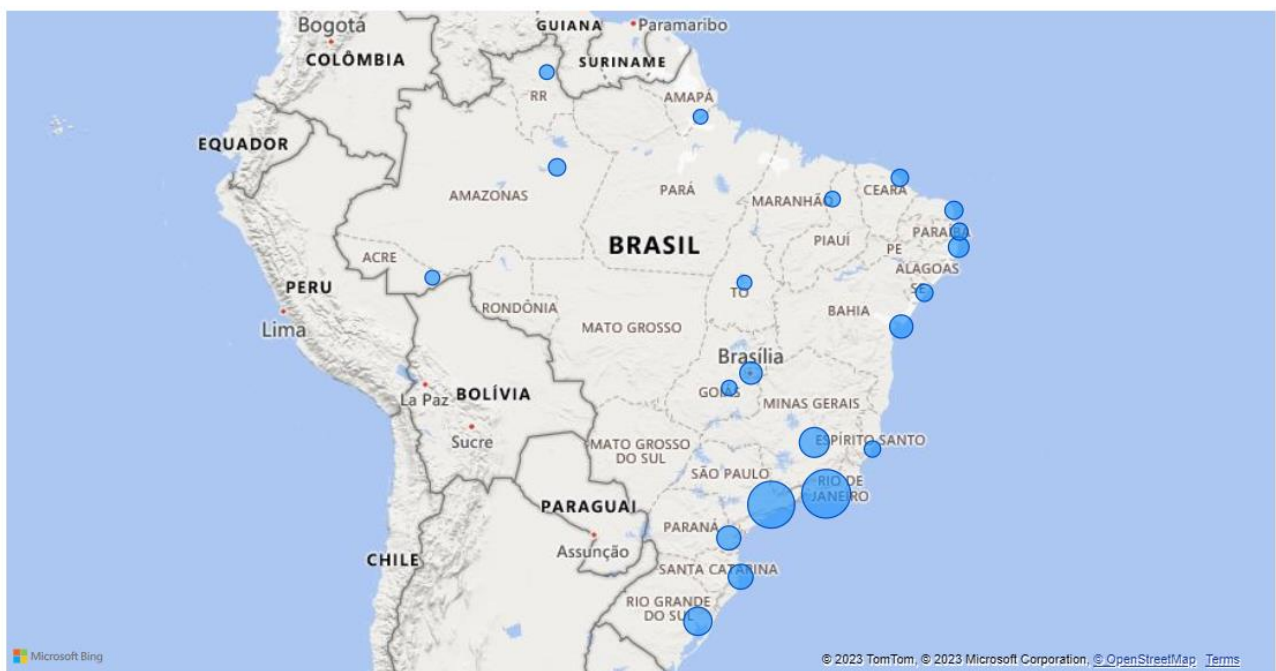 Bogotá
GUIANA
Paramaribo
COLÔMBIA
SURINAME
RR
AMAPÁ
EQUADOR
AMAZONAS
PARÁ
MARANHÃO
CEARÁ
BRASIL
PIAUÍ
PARAÍBA
PE
ACRE
ALAGOAS
PERU
TO
SE
RONDÔNIA
BAHIA
Lima
MATO GROSSO
Brasília
La Paz
BOLÍVIA
GOIÁS
MINAS GERAIS
Sucre
MATO GROSSO
DO SUL
ESPÍRITO SANTO
SÃO PAULO
RIO DE
JANEIRO
PARAGUAI
PARANÁ
Assunção
CHILE
SANTA CATARINA
RIO GRANDE
DO SUL
Microsoft Bing
© 2023 TomTom, © 2023 Microsoft Corporation, © OpenStreetMap Terms